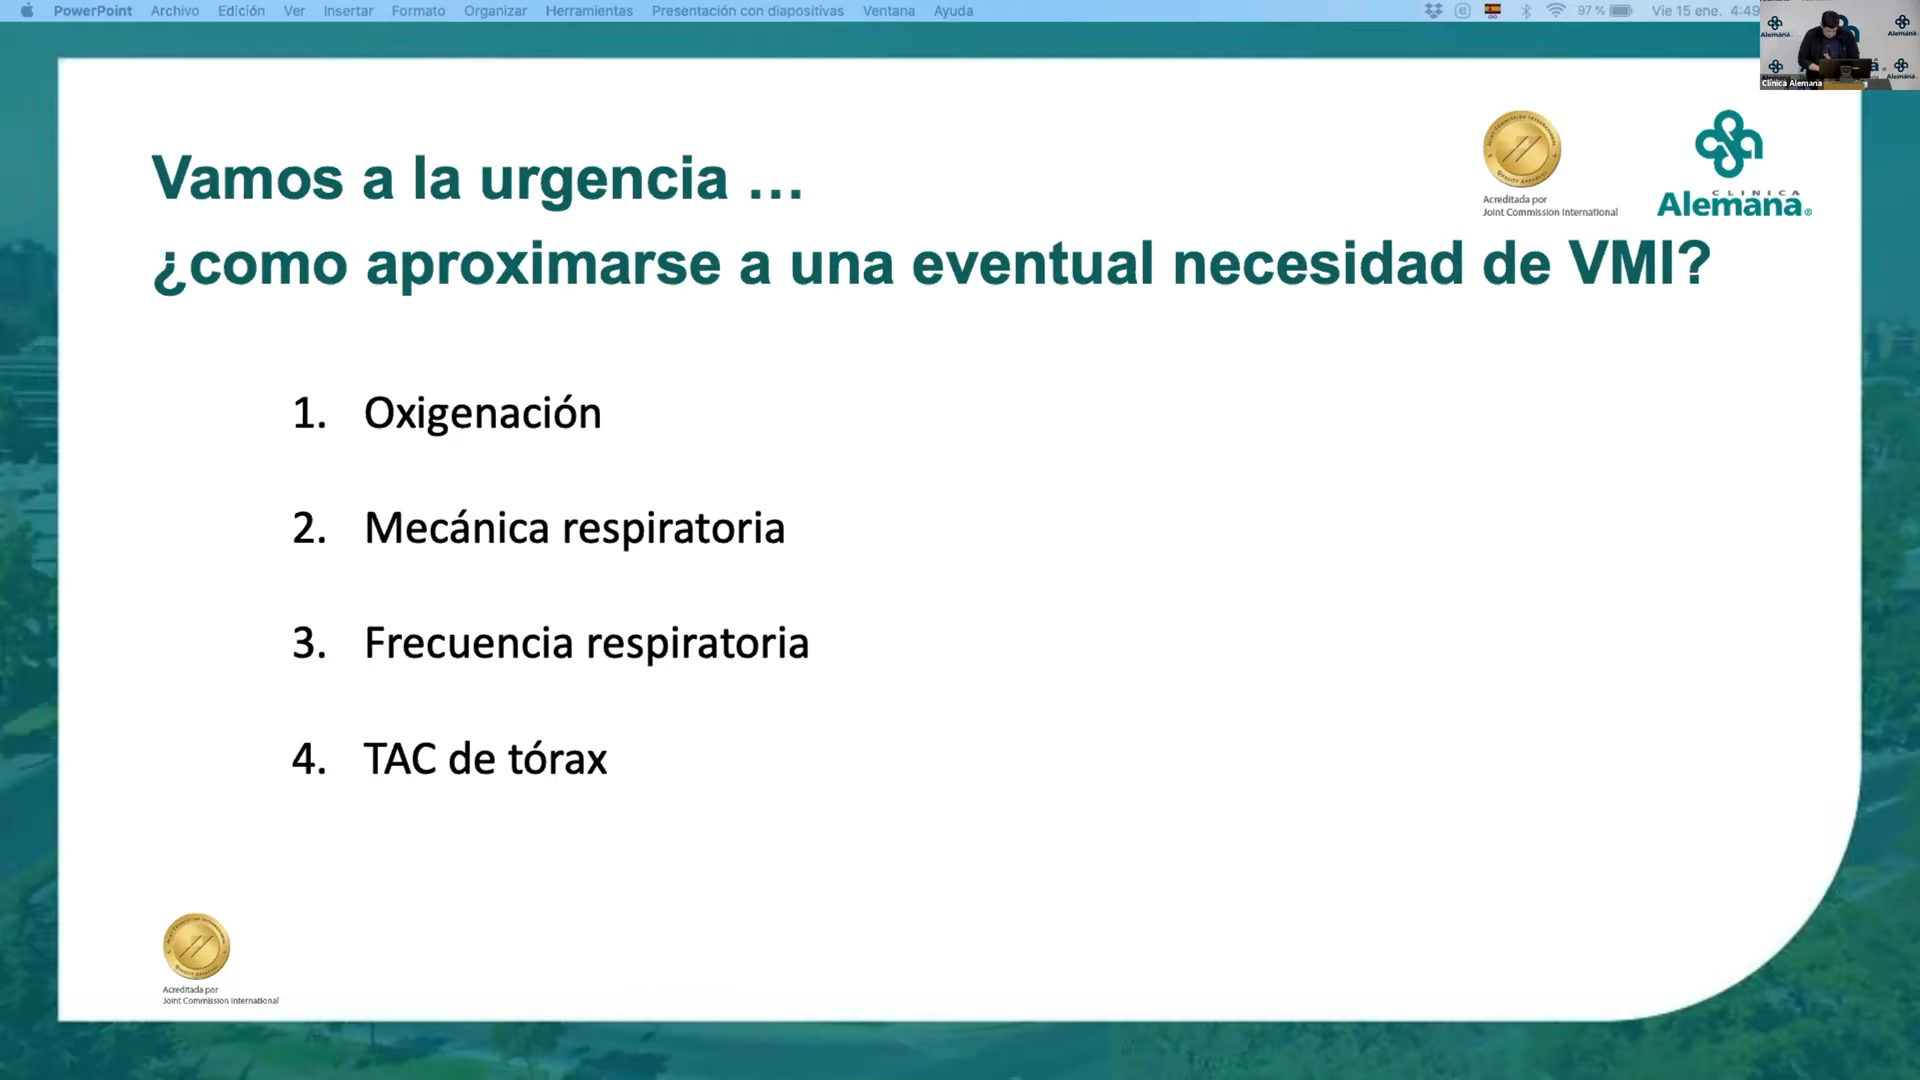 PowerPoint Archivo Edición Ver Insertar Formato Organizar Herramientas Presentación con diapositivas Ventana Ayuda 97 % Vie 15 ene. 4:49
Alemana
Alemana
Clínica Alemana
Vamos a la urgencia ...
¿como aproximarse a una eventual necesidad de VMI?
Acreditada por
Joint Commission International
CLINICA
Alemana®
1. Oxigenación
2. Mecánica respiratoria
3. Frecuencia respiratoria
4. TAC de tórax
Acreditada por
Joint Commission International